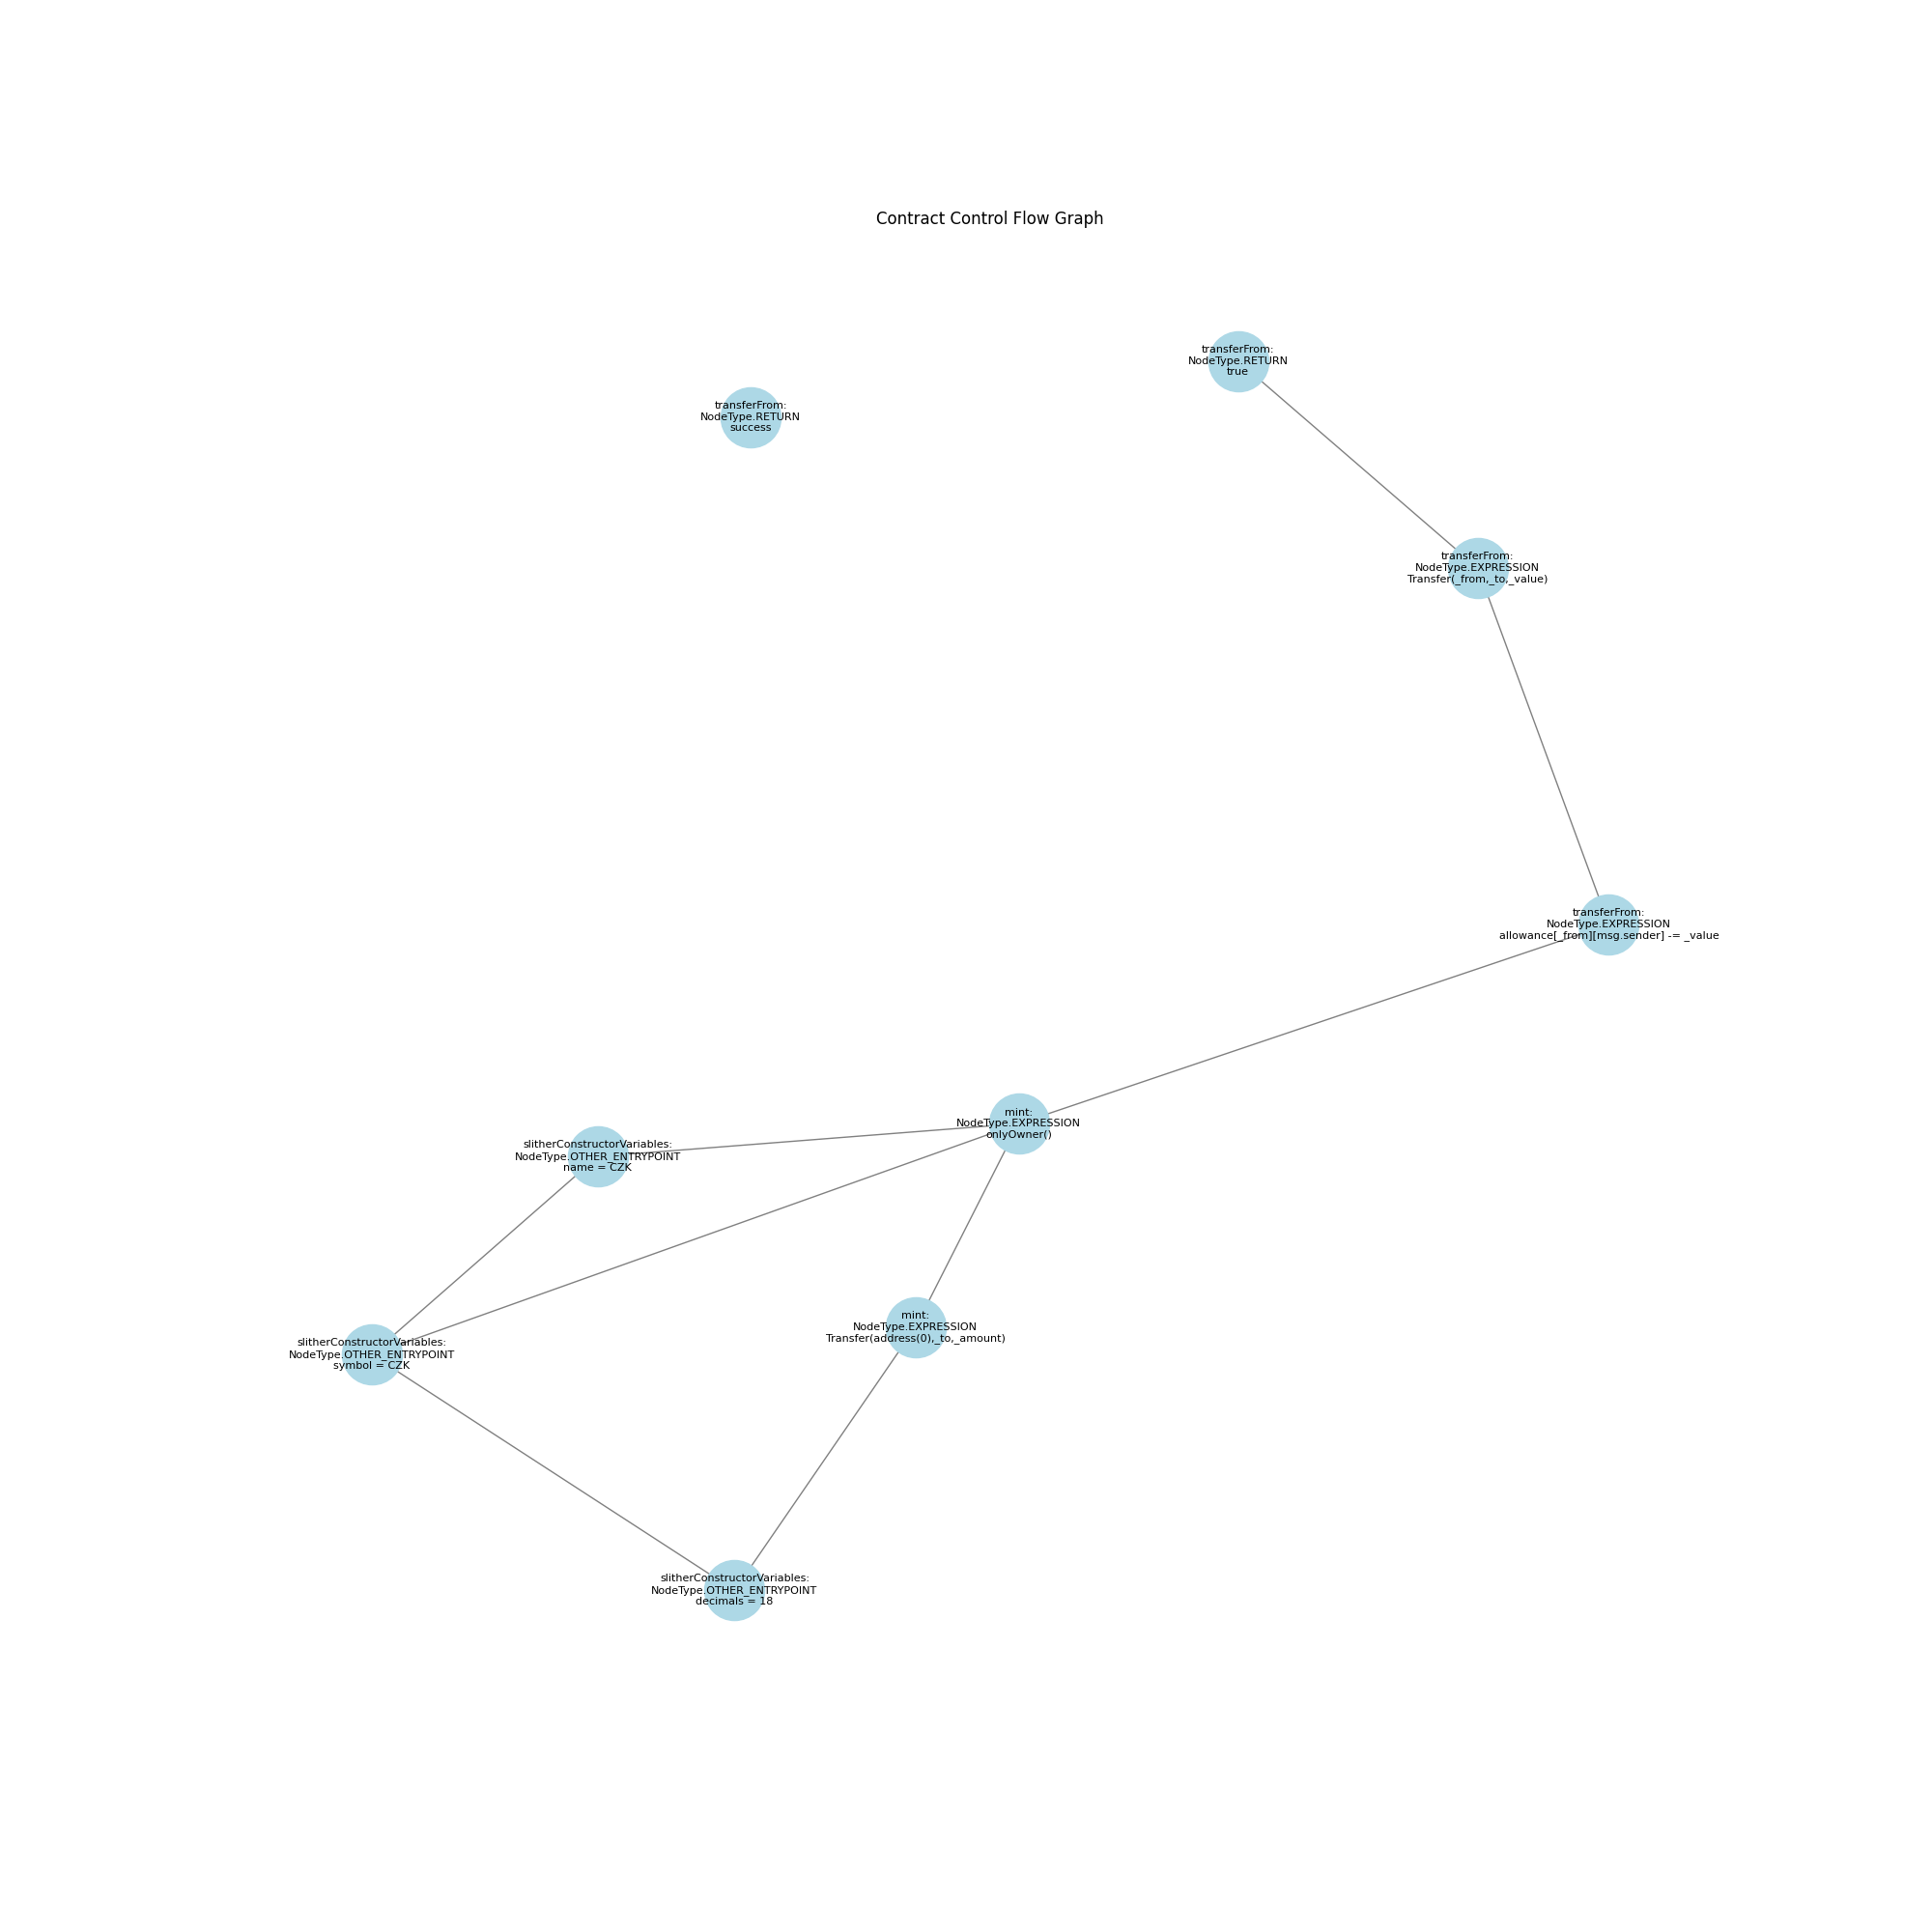 Contract Control Flow Graph
transferFrom:
NodeType.RETURN
true
transferFrom:
NodeType.RETURN
success
transferFrom:
NodeType.EXPRESSION
Transfer(_from,_to,_value)
transferFrom:
NodeType.EXPRESSION
allowance[_from][msg.sender] -= _value
mint:
NodeType.EXPRESSION
onlyOwner()
slitherConstructorVariables:
NodeType.OTHER_ENTRYPOINT
name = CZK
mint:
NodeType.EXPRESSION
Transfer(address(0),_to,_amount)
slitherConstructorVariables:
NodeType.OTHER_ENTRYPOINT
symbol = CZK
slitherConstructorVariables:
NodeType.OTHER_ENTRYPOINT
decimals = 18